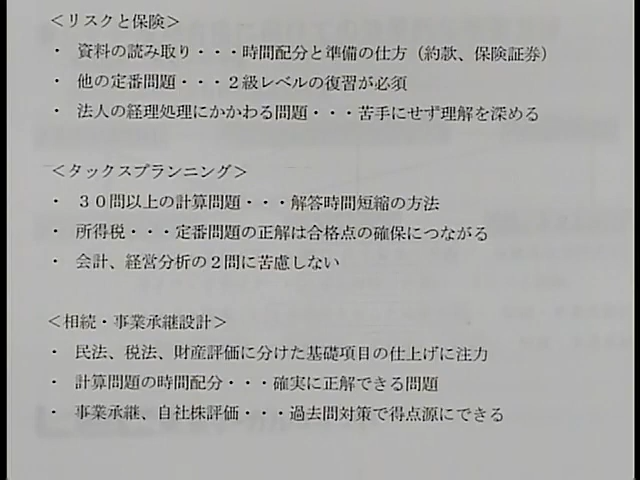 ＜リスクと保険＞
・ 資料の読み取り・・・時間配分と準備の仕方（約款、保険証券）
・ 他の定番問題・・・２級レベルの復習が必須
・ 法人の経理処理にかかわる問題・・・苦手にせず理解を深める
＜タックスプランニング＞
・ ３０問以上の計算問題・・・解答時間短縮の方法
・ 所得税・・・定番問題の正解は合格点の確保につながる
・ 会計、経営分析の２問に苦慮しない
＜相続・事業承継設計＞
・ 民法、税法、財産評価に分けた基礎項目の仕上げに注力
・ 計算問題の時間配分・・・確実に正解できる問題
・ 事業承継、自社株評価・・・過去問対策で得点源にできる